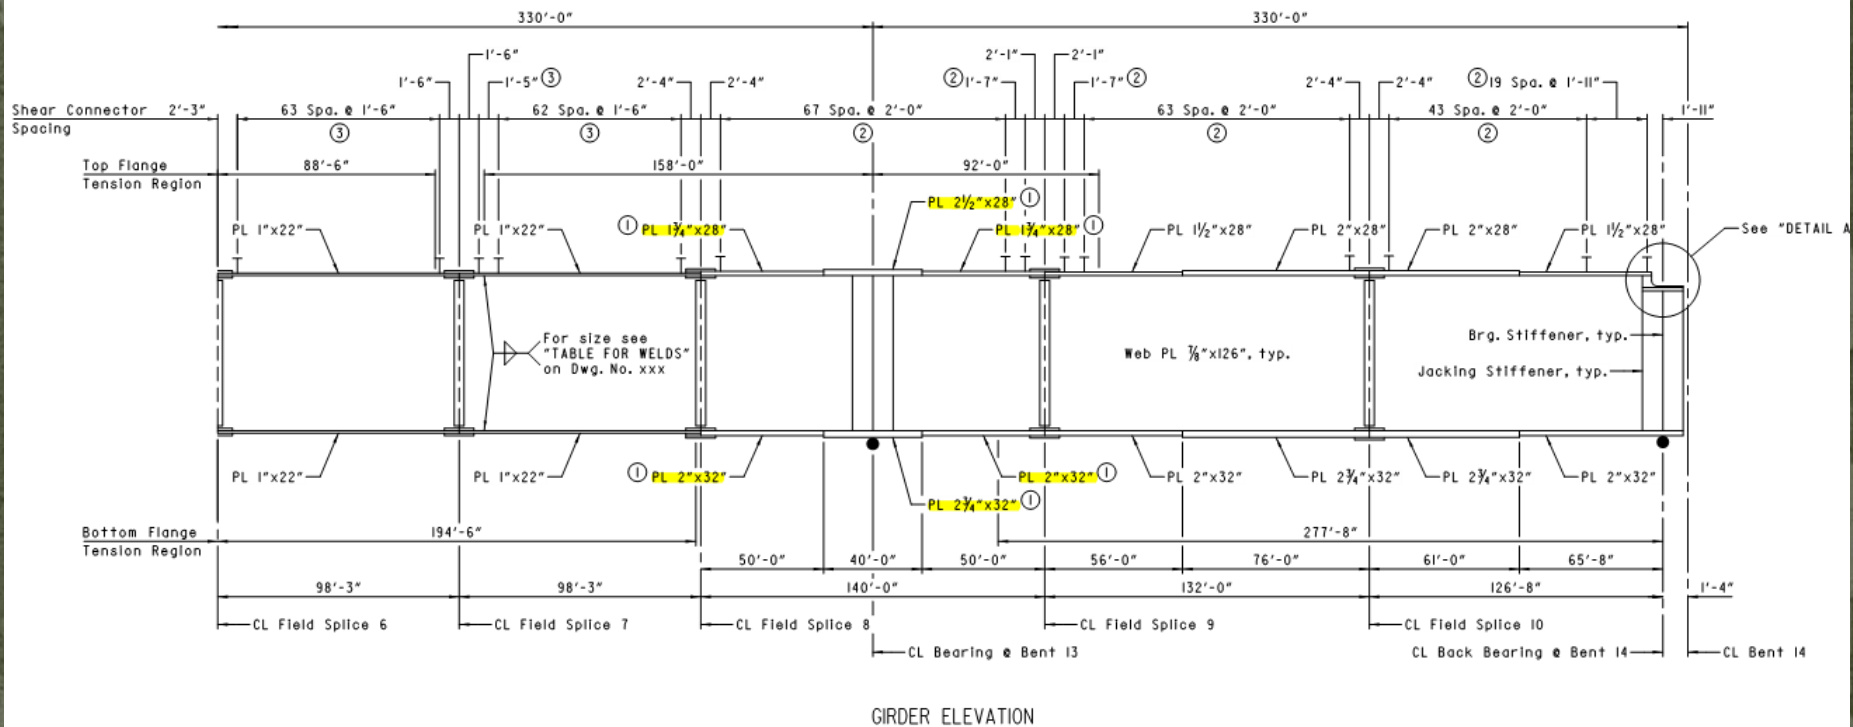 330'-0" 330'-0"
1'-6" 2'-1" 2'-1"
1'-6" 1'-5" ③ 2'-4" 2'-4" ② 1'-7" 1'-7" ② 2'-4" 2'-4" ② 19 Spa. @ 1'-11"
Shear Connector 2'-3" 63 Spa. @ 1'-6" 62 Spa. @ 1'-6" 67 Spa. @ 2'-0" 63 Spa. @ 2'-0" 43 Spa. @ 2'-0" 1'-11"
Spacing ③ ③ ② ② ②
Top Flange 88'-6" 158'-0" 92'-0"
Tension Region
PL 2½"x28" ①
PL 1"x22" PL 1"x22" ① PL 1¾"x28" PL 1¾"x28" ① PL 1½"x28" PL 2"x28" PL 2"x28" PL 1½"x28" See "DETAIL A
For size see
"TABLE FOR WELDS"
on Dwg. No. xxx
Web PL ⅞"x126", typ.
Brg. Stiffener, typ.
Jacking Stiffener, typ.
PL 1"x22" PL 1"x22" ① PL 2"x32" PL 2"x32" ① PL 2"x32" PL 2¾"x32" PL 2¾"x32" PL 2"x32"
PL 2¾"x32" ①
Bottom Flange 194'-6" 277'-8"
Tension Region
50'-0" 40'-0" 50'-0" 56'-0" 76'-0" 61'-0" 65'-8"
98'-3" 98'-3" 140'-0" 132'-0" 126'-8" 1'-4"
CL Field Splice 6 CL Field Splice 7 CL Field Splice 8 CL Field Splice 9 CL Field Splice 10
CL Bearing @ Bent 13 CL Back Bearing @ Bent 14 CL Bent 14
GIRDER ELEVATION